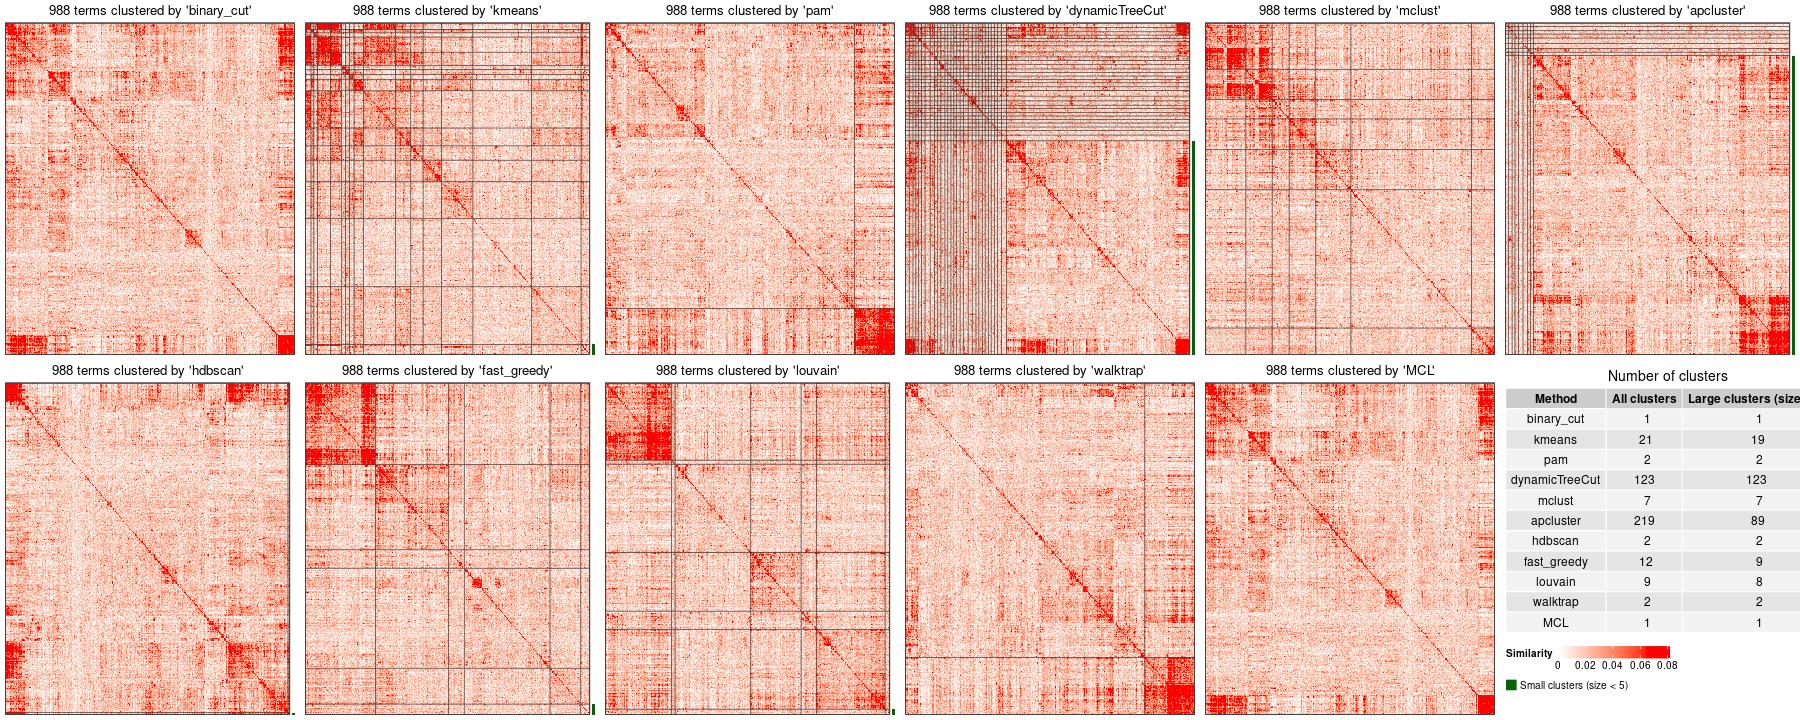 988 terms clustered by 'binary_cut'
988 terms clustered by 'kmeans'
988 terms clustered by 'pam'
988 terms clustered by 'dynamicTreeCut'
988 terms clustered by 'mclust'
988 terms clustered by 'apcluster'
988 terms clustered by 'hdbscan'
988 terms clustered by 'fast_greedy'
988 terms clustered by 'louvain'
988 terms clustered by 'walktrap'
988 terms clustered by 'MCL'
Number of clusters
Method All clusters Large clusters (size
binary_cut 1 1
kmeans 21 19
pam 2 2
dynamicTreeCut 123 123
mclust 7 7
apcluster 219 89
hdbscan 2 2
fast_greedy 12 9
louvain 9 8
walktrap 2 2
MCL 1 1
Similarity
0 0.02 0.04 0.06 0.08
Small clusters (size < 5)